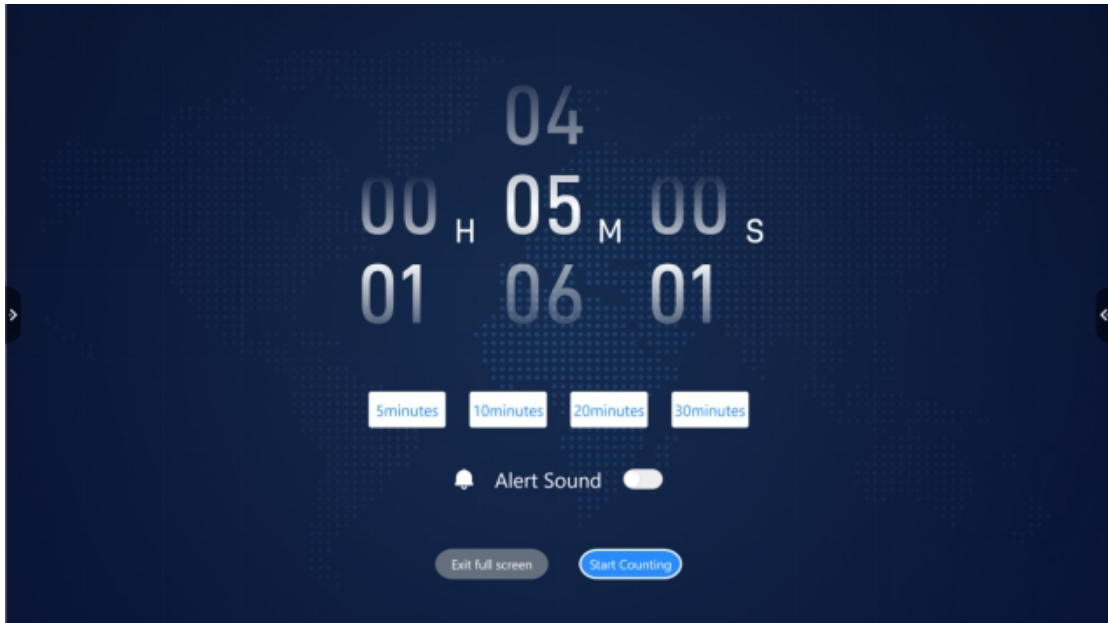 04
00 H 05 M 00 S
01 06 01
5minutes 10minutes 20minutes 30minutes
Alert Sound
Exit full screen Start Counting